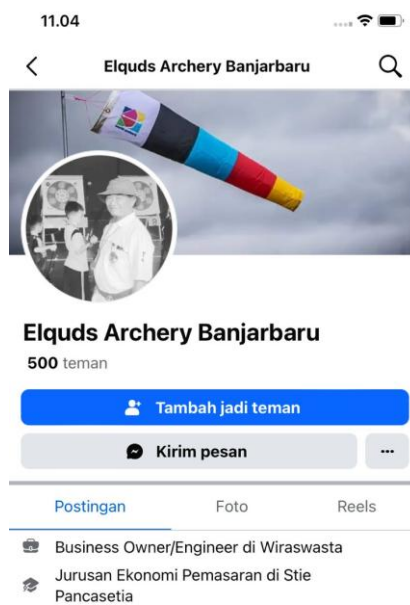 11.04
Elquds Archery Banjarbaru
Elquds Archery Banjarbaru
500 teman
Tambah jadi teman
Kirim pesan
Postingan Foto Reels
Business Owner/Engineer di Wiraswasta
Jurusan Ekonomi Pemasaran di Stie
Pancasetia